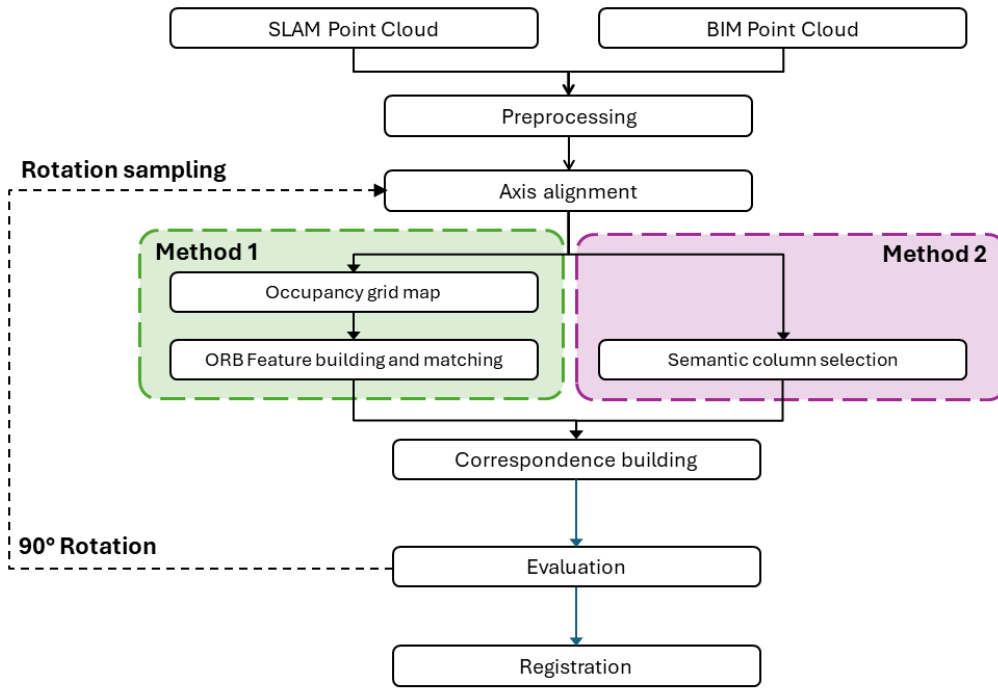 SLAM Point Cloud
BIM Point Cloud
Preprocessing
Rotation sampling
Axis alignment
Method 1
Method 2
Occupancy grid map
ORB Feature building and matching
Semantic column selection
Correspondence building
90° Rotation
Evaluation
Registration